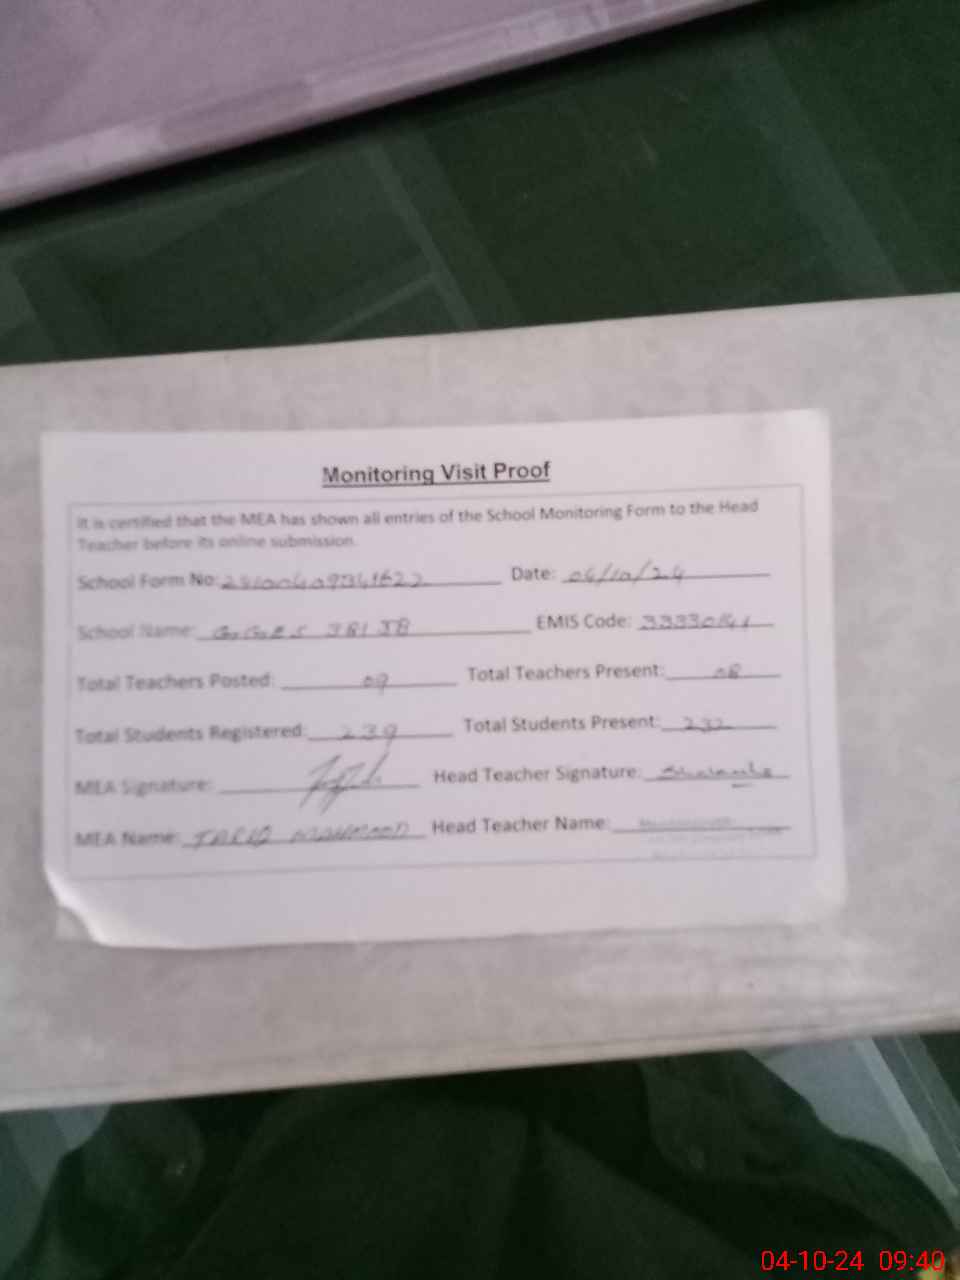 Monitoring Visit Proof
It is certified that the MEA has shown all entries of the School Monitoring Form to the Head
Teacher before its online submission.
School Form No: Date: 04/10/24
School Name: 381 JB EMIS Code:
Total Teachers Posted: 09 Total Teachers Present: 08
Total Students Registered: 239 Total Students Present: 232
MEA Signature: Head Teacher Signature:
MEA Name: TARIQ MAHMOOD Head Teacher Name:
04-10-24 09:40